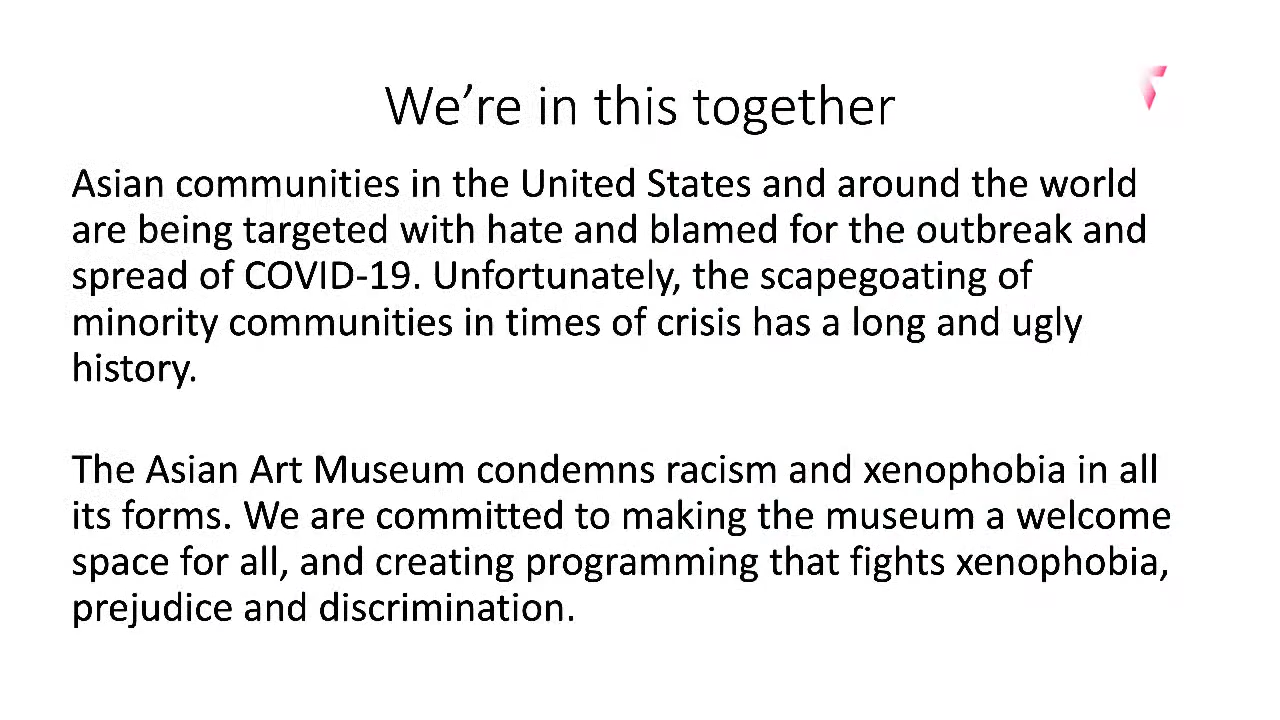 We’re in this together
Asian communities in the United States and around the world
are being targeted with hate and blamed for the outbreak and
spread of COVID-19. Unfortunately, the scapegoating of
minority communities in times of crisis has a long and ugly
history.
The Asian Art Museum condemns racism and xenophobia in all
its forms. We are committed to making the museum a welcome
space for all, and creating programming that fights xenophobia,
prejudice and discrimination.